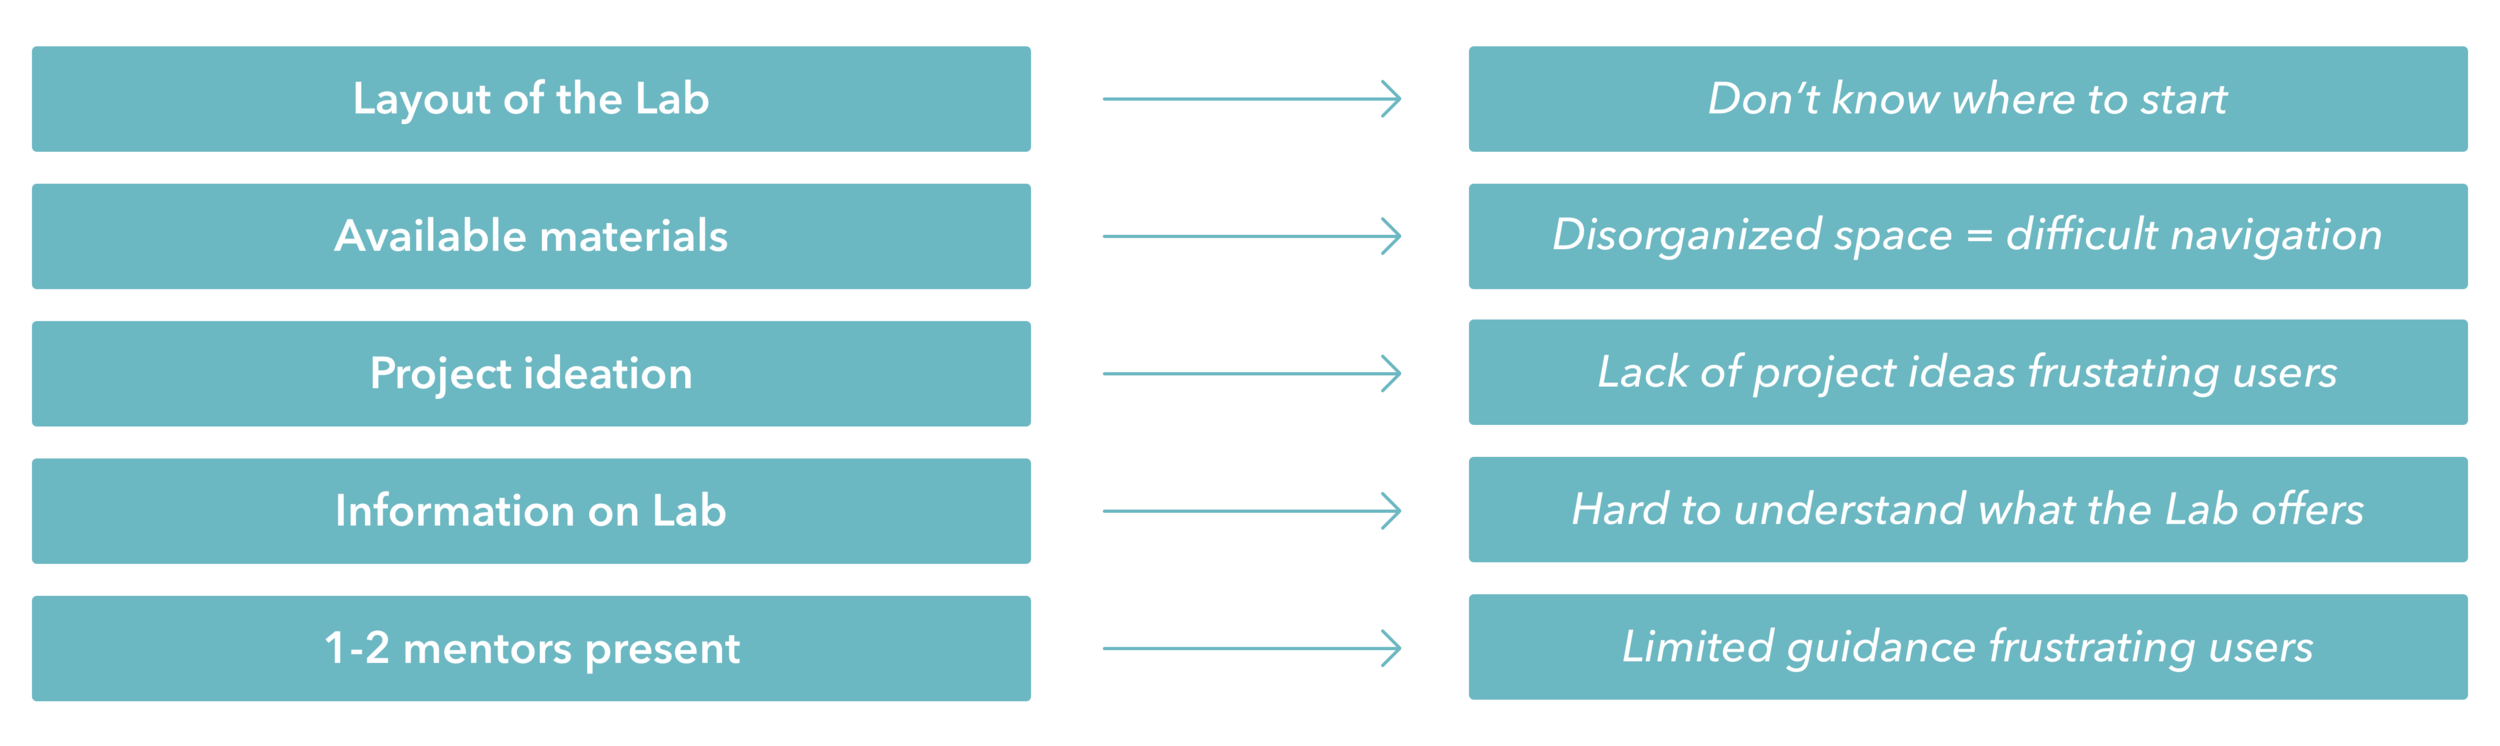 Layout of the Lab
Don't know where to start
Available materials
Disorganized space = difficult navigation
Project ideation
Lack of project ideas frustating users
Information on Lab
Hard to understand what the Lab offers
1-2 mentors present
Limited guidance frustrating users